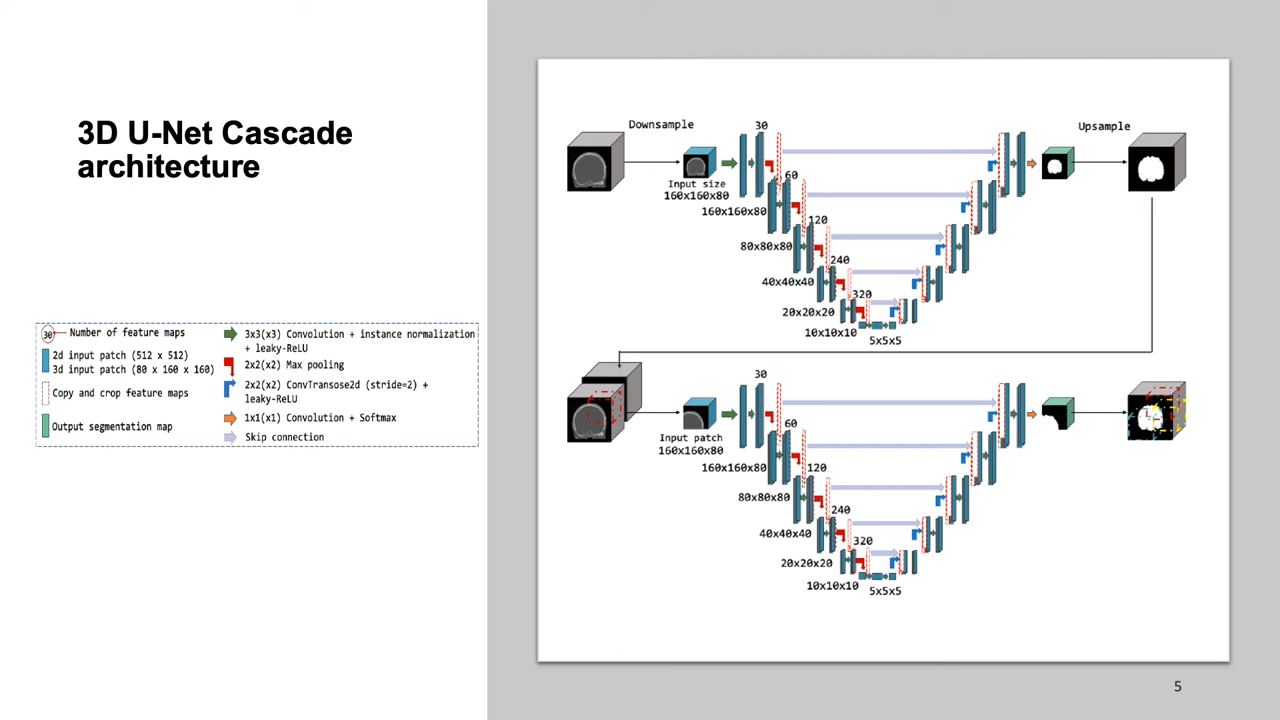 3D U-Net Cascade
architecture
30 Number of feature maps
2d input patch (512 x 512)
3d input patch (80 x 160 x 160)
Copy and crop feature maps
Output segmentation map
3x3(x3) Convolution + instance normalization
+ leaky-ReLU
2x2(x2) Max pooling
2x2(x2) ConvTransose2d (stride=2) +
leaky-ReLU
1x1(x1) Convolution + Softmax
Skip connection
Downsample
30
Upsample
Input size
160x160x80
60
160x160x80
120
80x80x80
240
40x40x40
320
20x20x20
10x10x10
5x5x5
30
Input patch
160x160x80
60
160x160x80
120
80x80x80
240
40x40x40
320
20x20x20
10x10x10
5x5x5
5